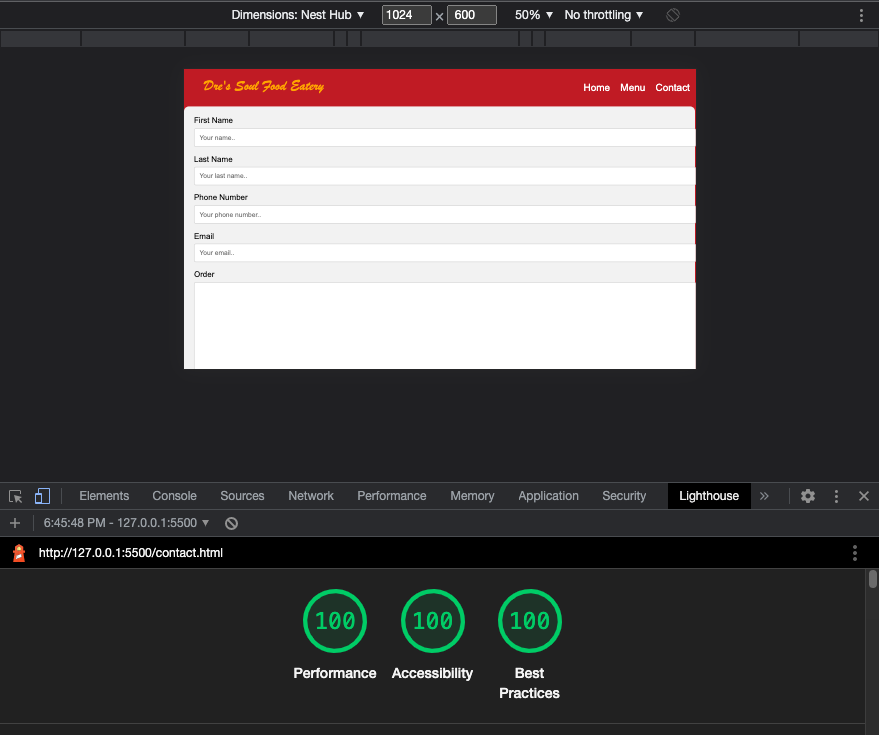 Dimensions: Nest Hub ▼ 1024 × 600 50% ▼ No throttling ▼
Dre's Soul Food Eatery
Home Menu Contact
First Name
Your name..
Last Name
Your last name..
Phone Number
Your phone number..
Email
Your email..
Order
Elements Console Sources Network Performance Memory Application Security Lighthouse »
+ 6:45:48 PM - 127.0.0.1:5500 ▼
http://127.0.0.1:5500/contact.html
100 100 100
Performance Accessibility Best
Practices